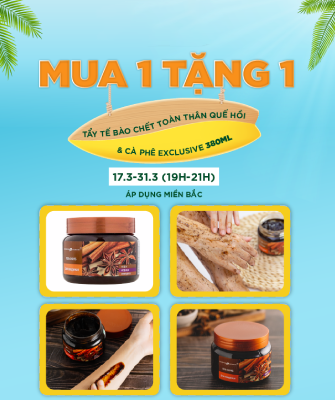 MUA 1 TẶNG 1
TẨY TẾ BÀO CHẾT TOÀN THÂN QUẾ HỒI
& CÀ PHÊ EXCLUSIVE 380ML
17.3-31.3 (19H-21H)
ÁP DỤNG MIỀN BẮC